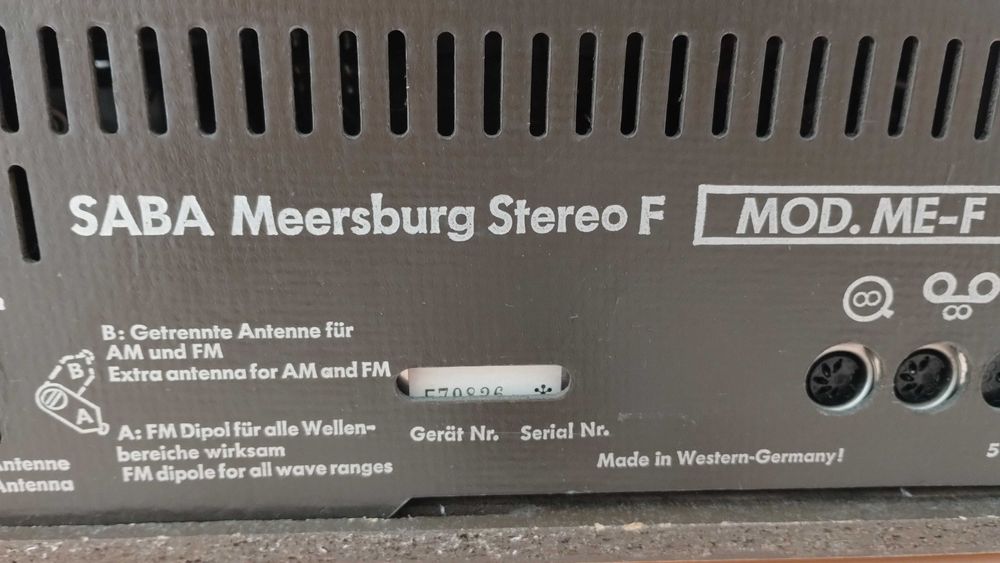 SABA Meersburg Stereo F
MOD. ME-F
B: Getrennte Antenne für
AM und FM
Extra antenna for AM and FM
B
A
A: FM Dipol für alle Wellen-
bereiche wirksam
FM dipole for all wave ranges
Gerät Nr. Serial Nr.
Made in Western-Germany!
5